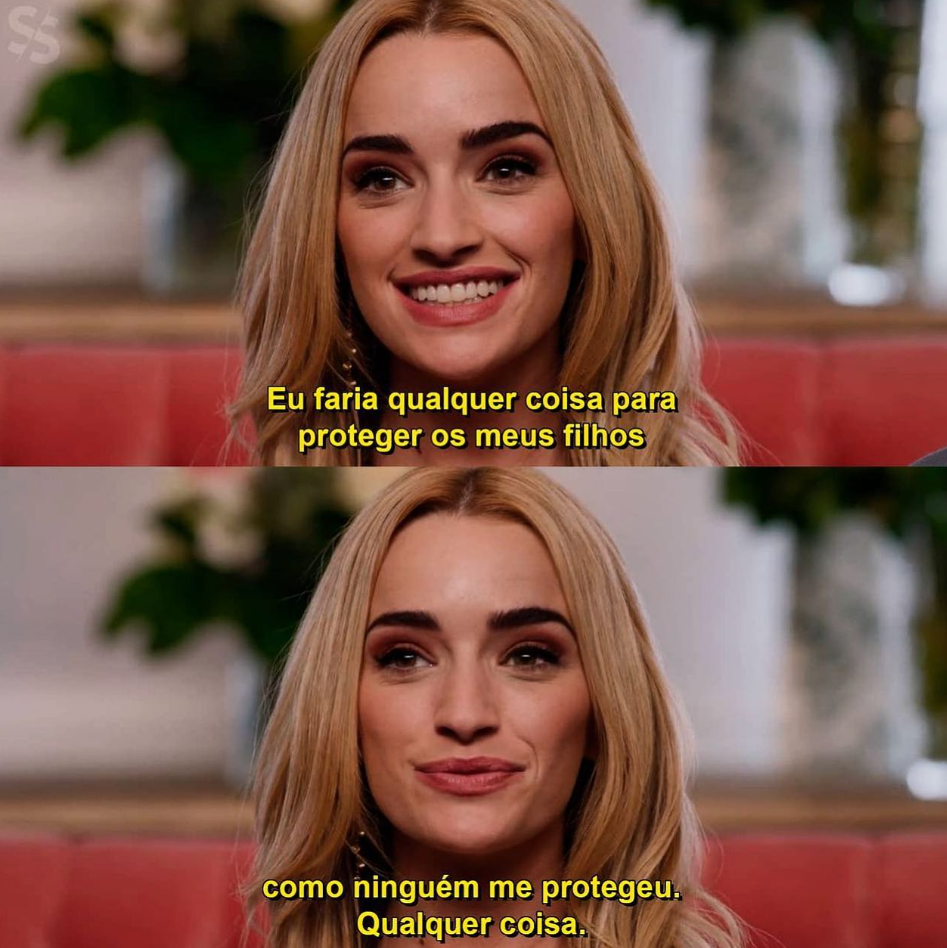 SS
Eu faria qualquer coisa para
proteger os meus filhos
como ninguém me protegeu.
Qualquer coisa.